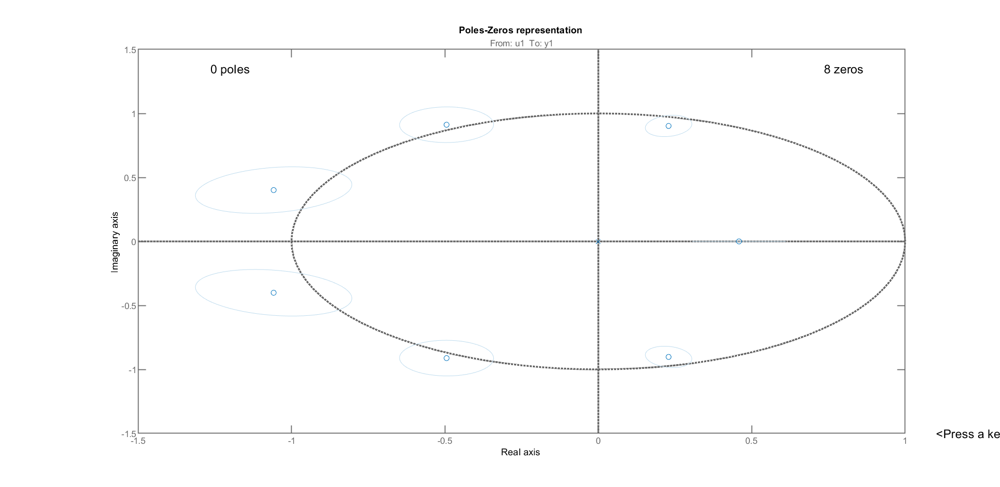 Poles-Zeros representation
From: u1  To: y1
0 poles
8 zeros
1.5
1
0.5
0
-0.5
-1
-1.5
Imaginary axis
-1.5
-1
-0.5
0
0.5
1
Real axis
<Press a ke